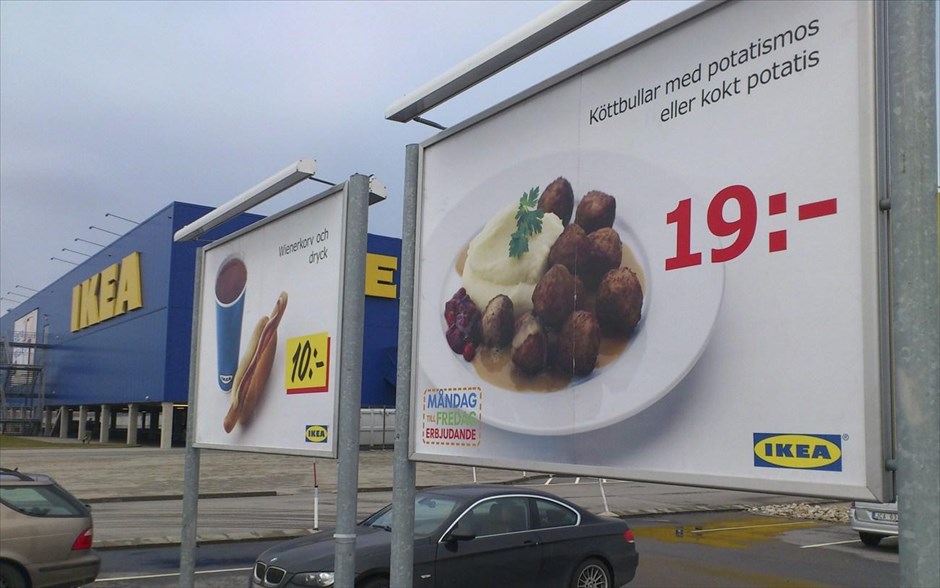 IKEA
Wienerkorv och
dryck
10:-
IKEA
E
Köttbullar med potatismos
eller kokt potatis
19:-
MÅNDAG
TILL
FREDAG
ERBJUDANDE
IKEA®